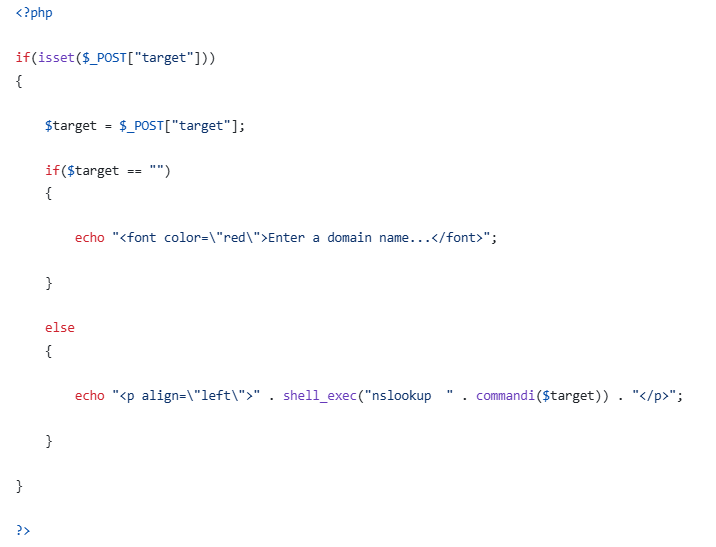 <?php
if(isset($_POST["target"]))
{
$target = $_POST["target"];
if($target == "")
{
echo "<font color=\"red\">Enter a domain name...</font>";
}
else
{
echo "<p align=\"left\">" . shell_exec("nslookup  " . commandi($target)) . "</p>";
}
}
?>